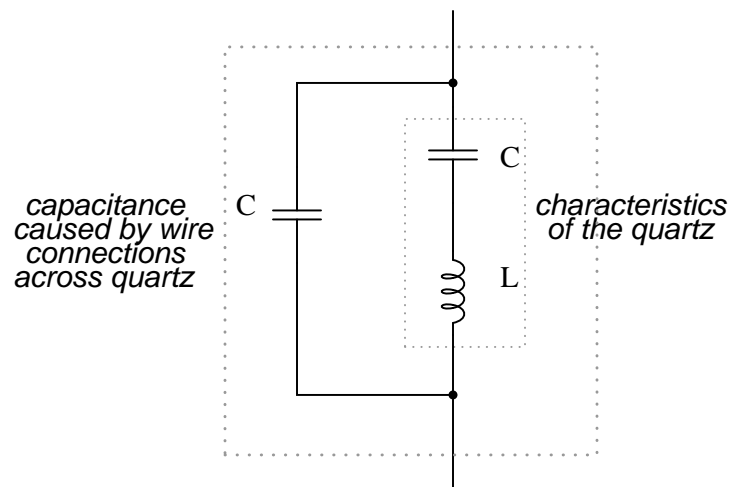 C
capacitance
caused by wire
connections
across quartz
C
characteristics
of the quartz
L